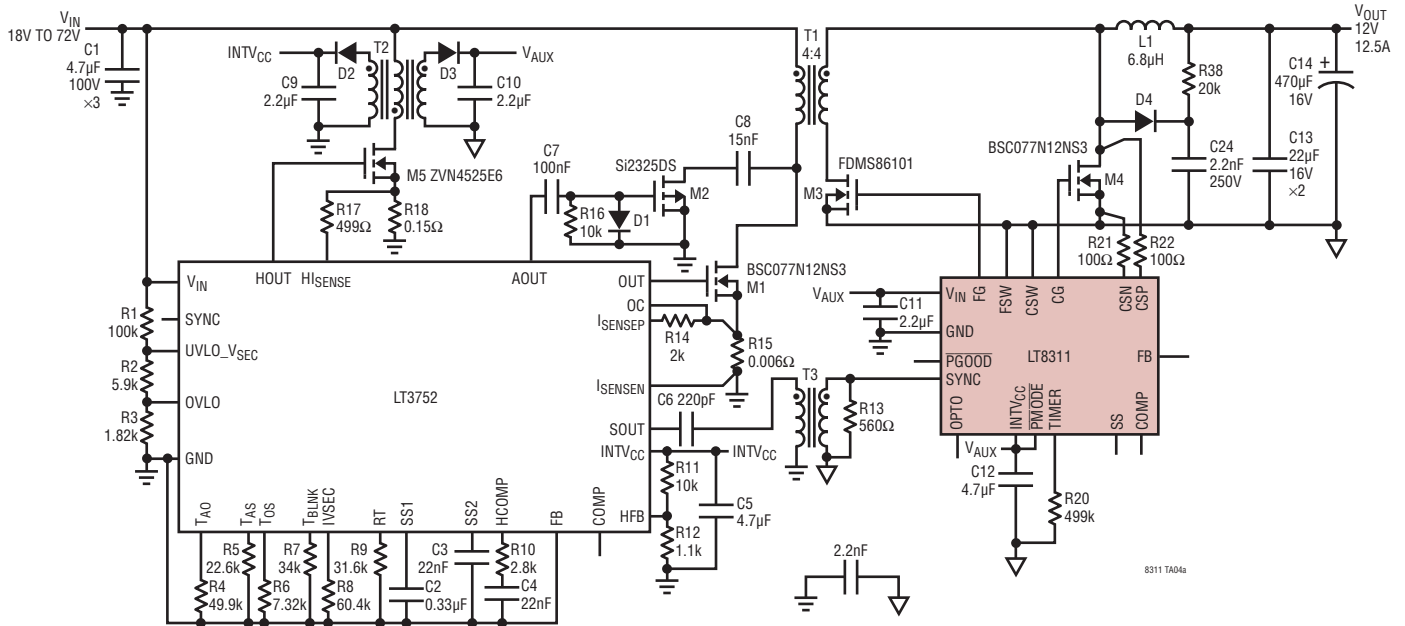 VIN
18V TO 72V
C1
4.7µF
100V
×3
INTVCC
D2
T2
D3
VAUX
C9
2.2µF
C10
2.2µF
M5 ZVN4525E6
R17
499Ω
R18
0.15Ω
C7
100nF
Si2325DS
M2
C8
15nF
R16
10k
D1
T1
4:4
FDMS86101
M3
BSC077N12NS3
M4
L1
6.8µH
R38
20k
D4
C24
2.2nF
250V
C14
470µF
16V
+
C13
22µF
16V
×2
VOUT
12V
12.5A
R21
100Ω
R22
100Ω
BSC077N12NS3
M1
R1
100k
R2
5.9k
R3
1.82k
VIN
SYNC
UVLO_VSEC
OVLO
GND
HOUT
HISENSE
AOUT
OUT
OC
ISENSEP
ISENSEN
SOUT
INTVCC
HFB
LT3752
TAO
TAS
TOS
TBLNK
IVSEC
RT
SS1
SS2
HCOMP
FB
COMP
R14
2k
R15
0.006Ω
C6 220pF
T3
R13
560Ω
INTVCC
R11
10k
R12
1.1k
C5
4.7µF
R5
22.6k
R4
49.9k
R6
7.32k
R7
34k
R8
60.4k
R9
31.6k
C2
0.33µF
C3
22nF
R10
2.8k
C4
22nF
VAUX
C11
2.2µF
VIN
GND
PGOOD
SYNC
FG
FSW
CSW
CG
CSN
CSP
FB
LT8311
OPTO
INTVCC
PMODE
TIMER
SS
COMP
VAUX
C12
4.7µF
R20
499k
2.2nF
8311 TA04a